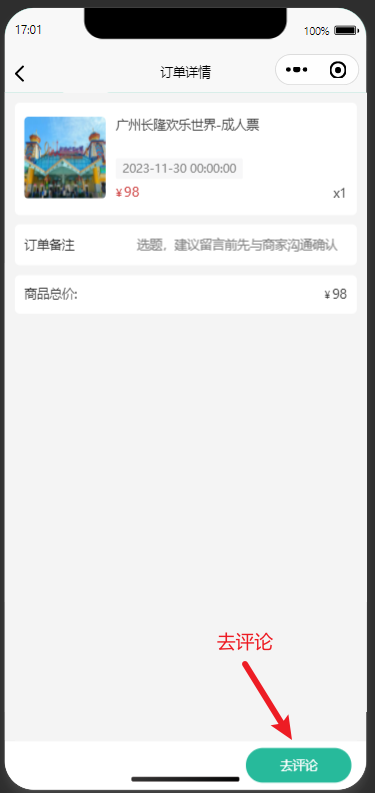 17:01
100%
订单详情
广州长隆欢乐世界-成人票
2023-11-30 00:00:00
¥98
x1
订单备注
选题，建议留言前先与商家沟通确认
商品总价:
¥98
去评论
去评论